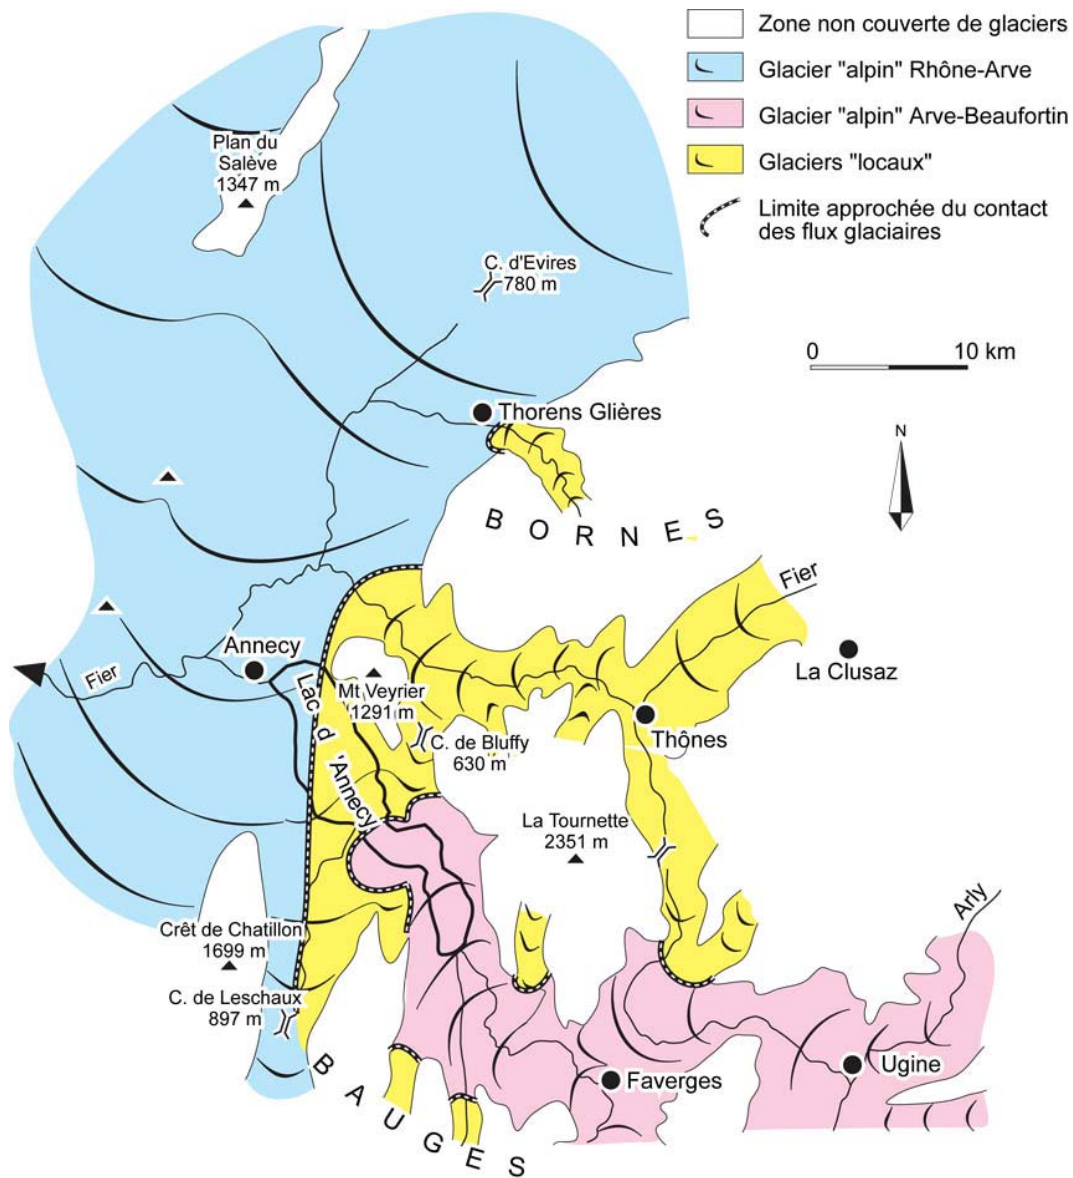 Zone non couverte de glaciers
Glacier "alpin" Rhône-Arve
Glacier "alpin" Arve-Beaufortin
Glaciers "locaux"
Limite approchée du contact
des flux glaciaires
Plan du
Salève
1347 m
C. d'Evires
780 m
0 10 km
Thorens Glières
N
BORNES
Fier
Annecy
La Clusaz
Fier
Mt Veyrier
1291 m
Lac d'Annecy
Thônes
C. de Bluffy
630 m
La Tournette
2351 m
Arly
Crêt de Chatillon
1699 m
C. de Leschaux
897 m
Ugine
Faverges
BAUGES